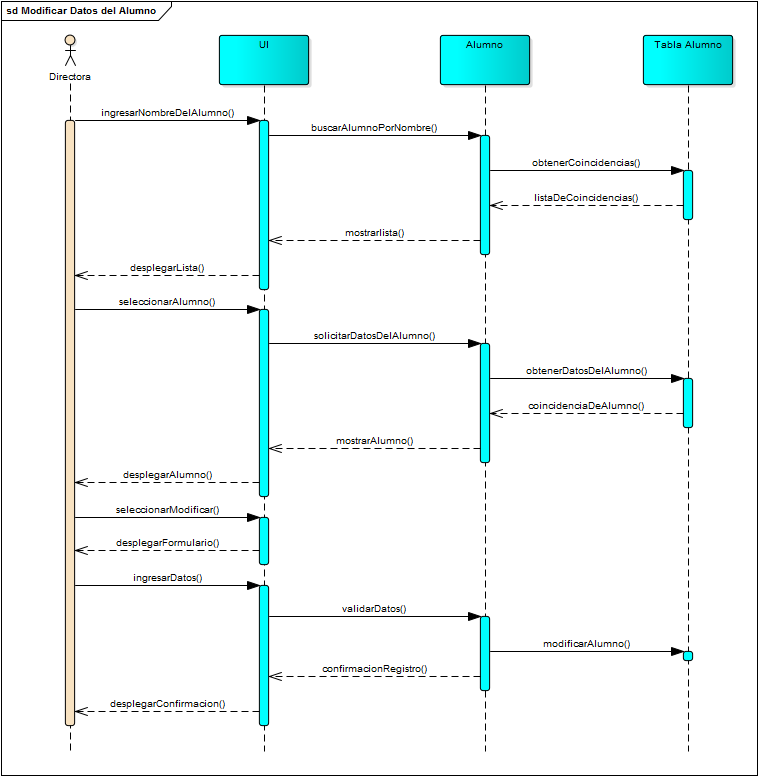 sd Modificar Datos del Alumno
Directora
UI
Alumno
Tabla Alumno
ingresarNombreDelAlumno()
buscarAlumnoPorNombre()
obtenerCoincidencias()
listaDeCoincidencias()
mostrarlista()
desplegarLista()
seleccionarAlumno()
solicitarDatosDelAlumno()
obtenerDatosDelAlumno()
coincidenciaDeAlumno()
mostrarAlumno()
desplegarAlumno()
seleccionarModificar()
desplegarFormulario()
ingresarDatos()
validarDatos()
modificarAlumno()
confirmacionRegistro()
desplegarConfirmacion()